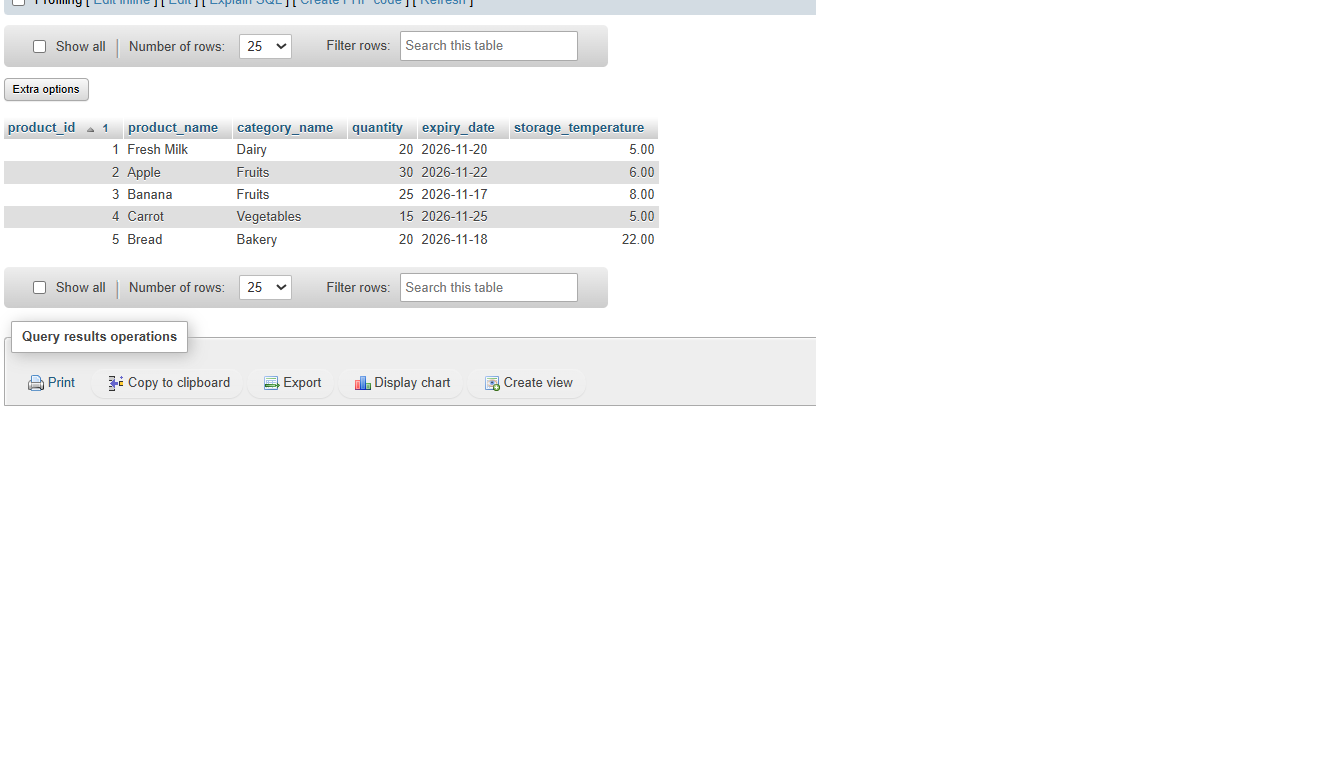 Profiling [ Edit inline ] [ Edit ] [ Explain SQL ] [ Create PHP code ] [ Refresh ]
Show all Number of rows: 25 Filter rows: Search this table
Extra options
product_id 1 product_name category_name quantity expiry_date storage_temperature
1 Fresh Milk Dairy 20 2026-11-20 5.00
2 Apple Fruits 30 2026-11-22 6.00
3 Banana Fruits 25 2026-11-17 8.00
4 Carrot Vegetables 15 2026-11-25 5.00
5 Bread Bakery 20 2026-11-18 22.00
Show all Number of rows: 25 Filter rows: Search this table
Query results operations
Print Copy to clipboard Export Display chart Create view